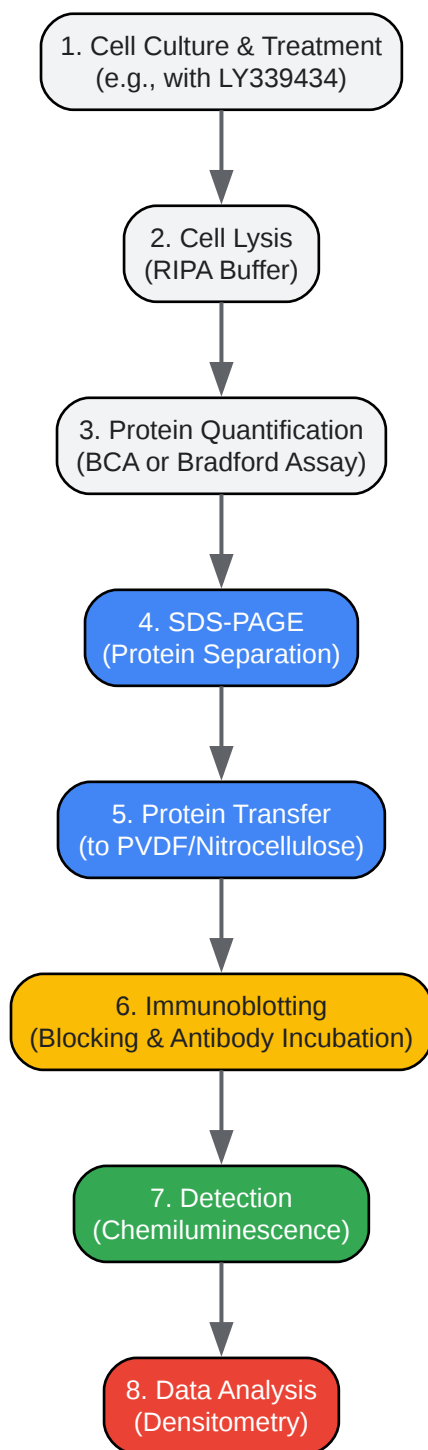 1. Cell Culture & Treatment
(e.g., with LY339434)
2. Cell Lysis
(RIPA Buffer)
3. Protein Quantification
(BCA or Bradford Assay)
4. SDS-PAGE
(Protein Separation)
5. Protein Transfer
(to PVDF/Nitrocellulose)
6. Immunoblotting
(Blocking & Antibody Incubation)
7. Detection
(Chemiluminescence)
8. Data Analysis
(Densitometry)